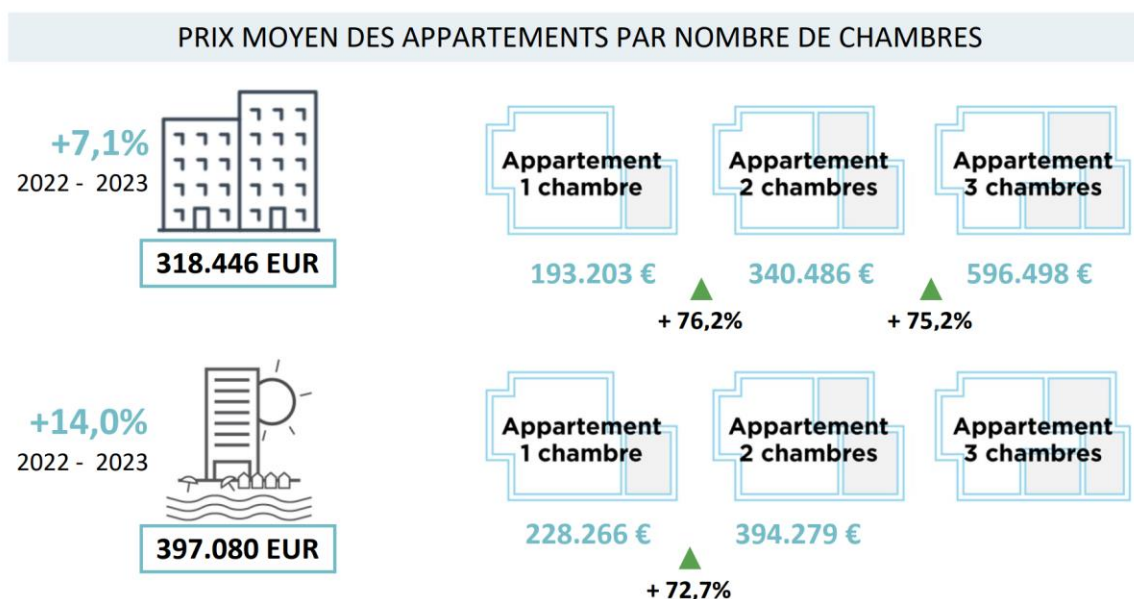 PRIX MOYEN DES APPARTEMENTS PAR NOMBRE DE CHAMBRES
+7,1%
2022 - 2023
318.446 EUR
Appartement
1 chambre
193.203 €
Appartement
2 chambres
340.486 €
Appartement
3 chambres
596.498 €
+ 76,2%
+ 75,2%
+14,0%
2022 - 2023
397.080 EUR
Appartement
1 chambre
228.266 €
Appartement
2 chambres
394.279 €
Appartement
3 chambres
+ 72,7%